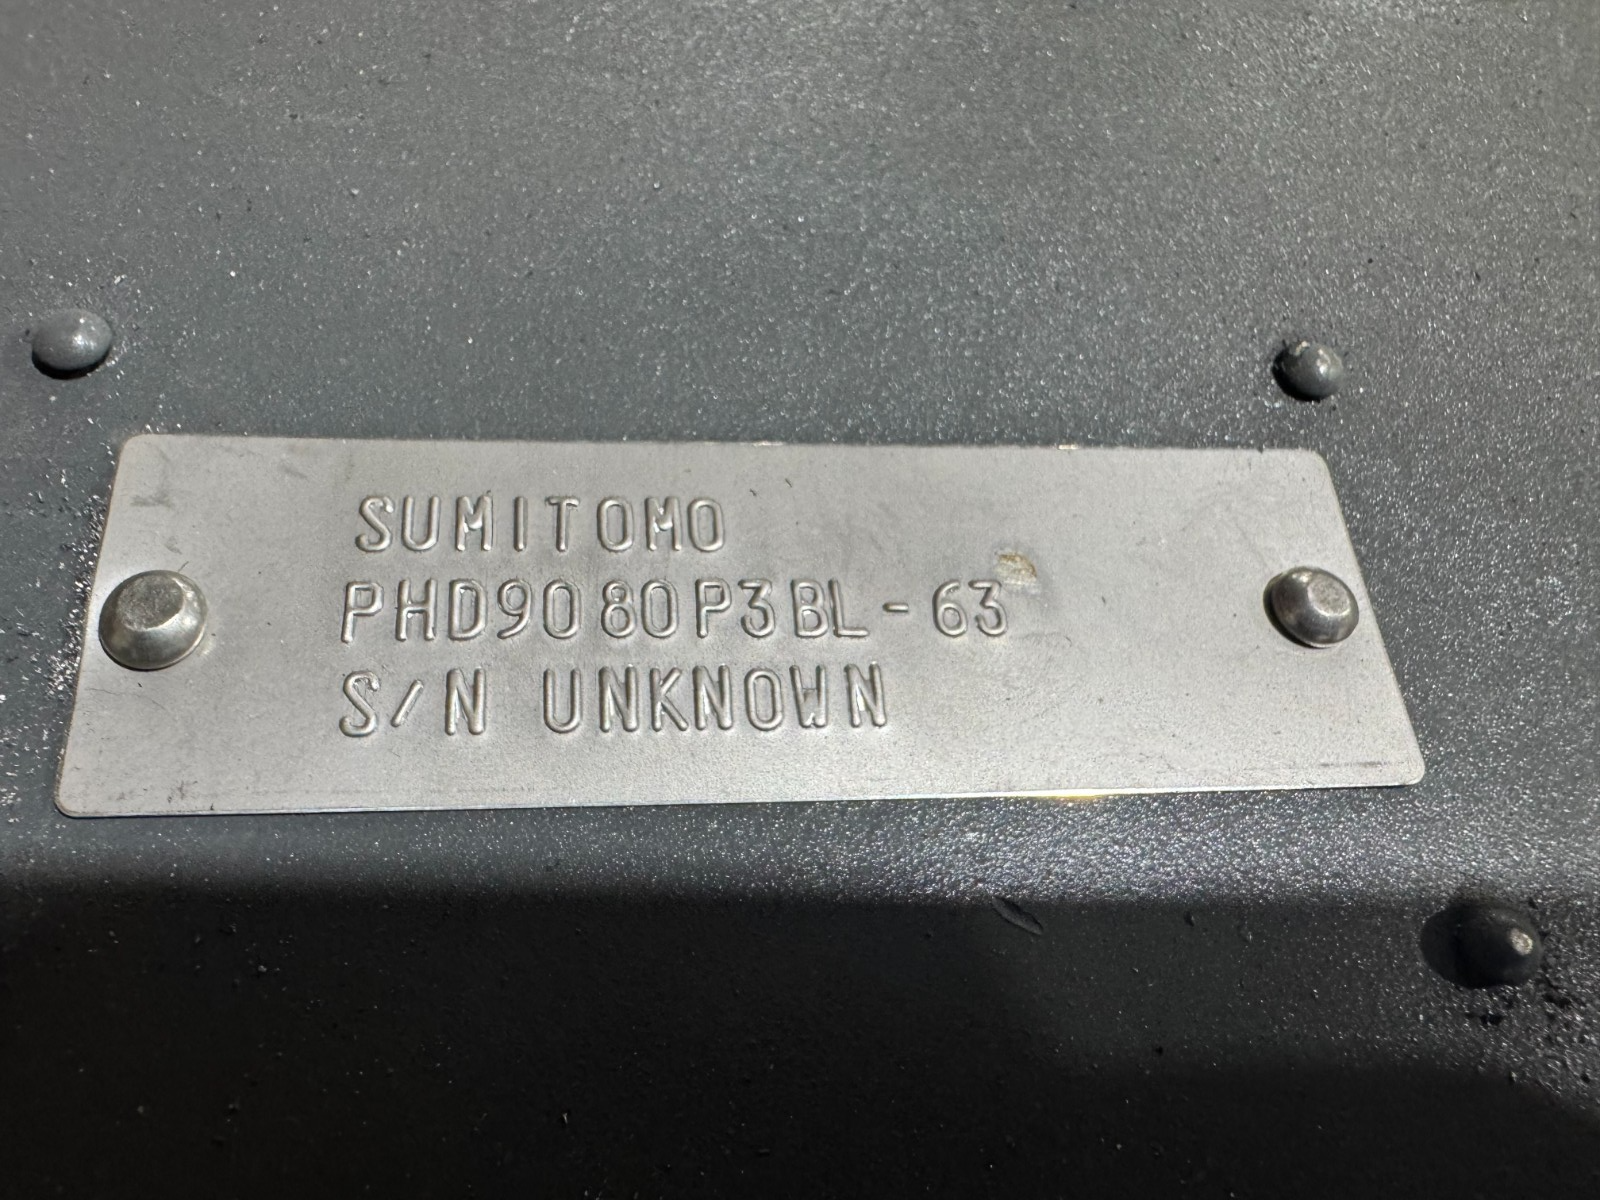 SUMITOMO
PHD9080P3BL-63
S/N UNKNOWN